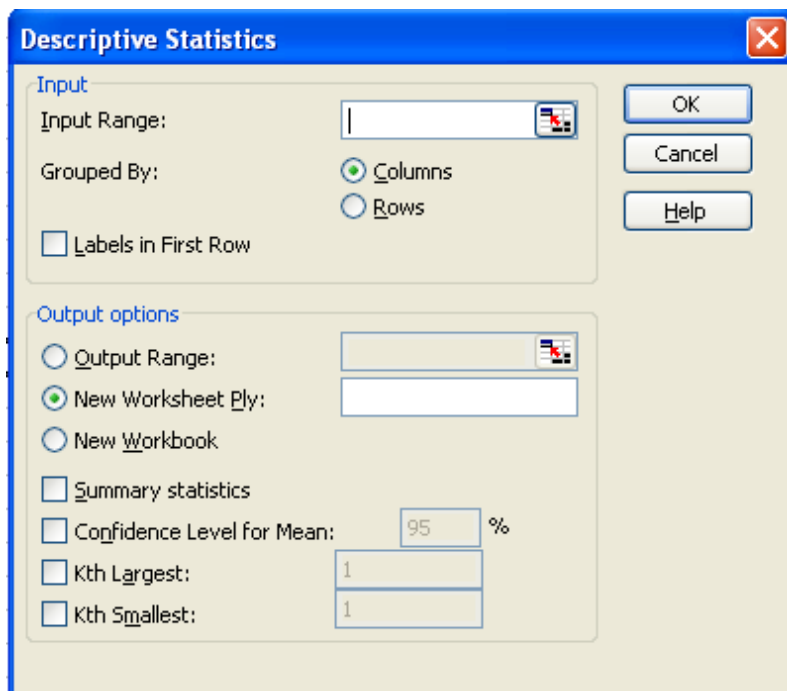 Descriptive Statistics
Input
Input Range:
Grouped By:
Columns
Rows
Labels in First Row
OK
Cancel
Help
Output options
Output Range:
New Worksheet Ply:
New Workbook
Summary statistics
Confidence Level for Mean: 95 %
Kth Largest: 1
Kth Smallest: 1